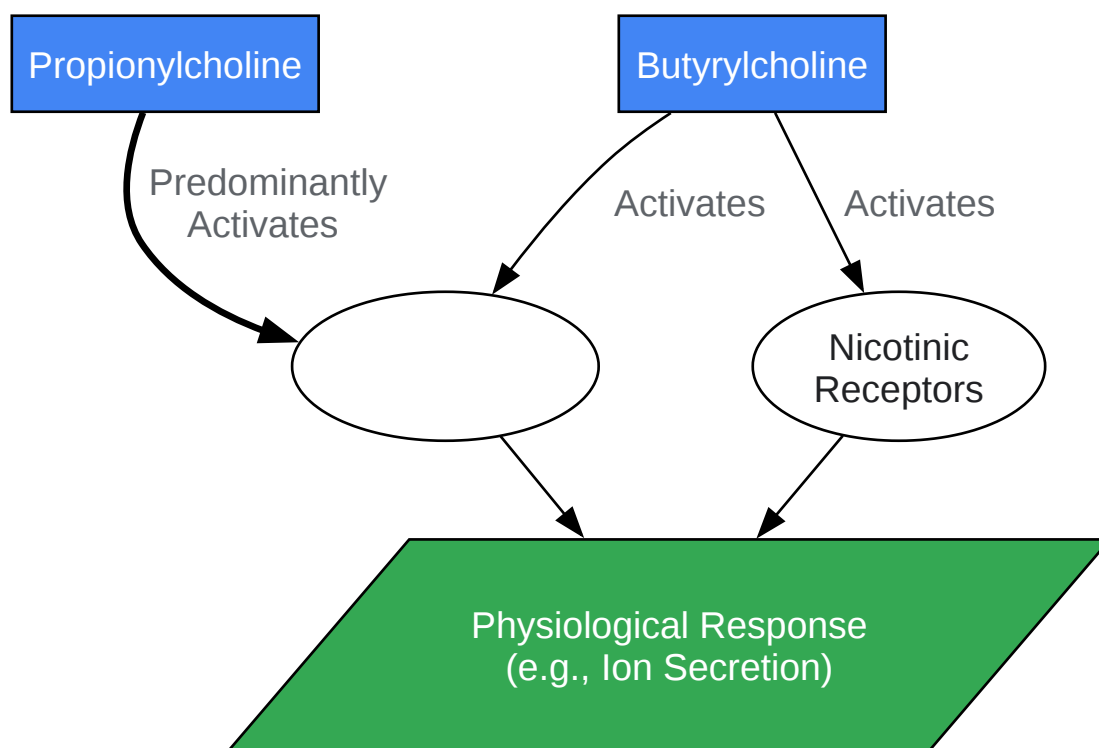 Propionylcholine
Butyrylcholine
Predominantly
Activates
Activates
Activates
Nicotinic
Receptors
Physiological Response
(e.g., Ion Secretion)